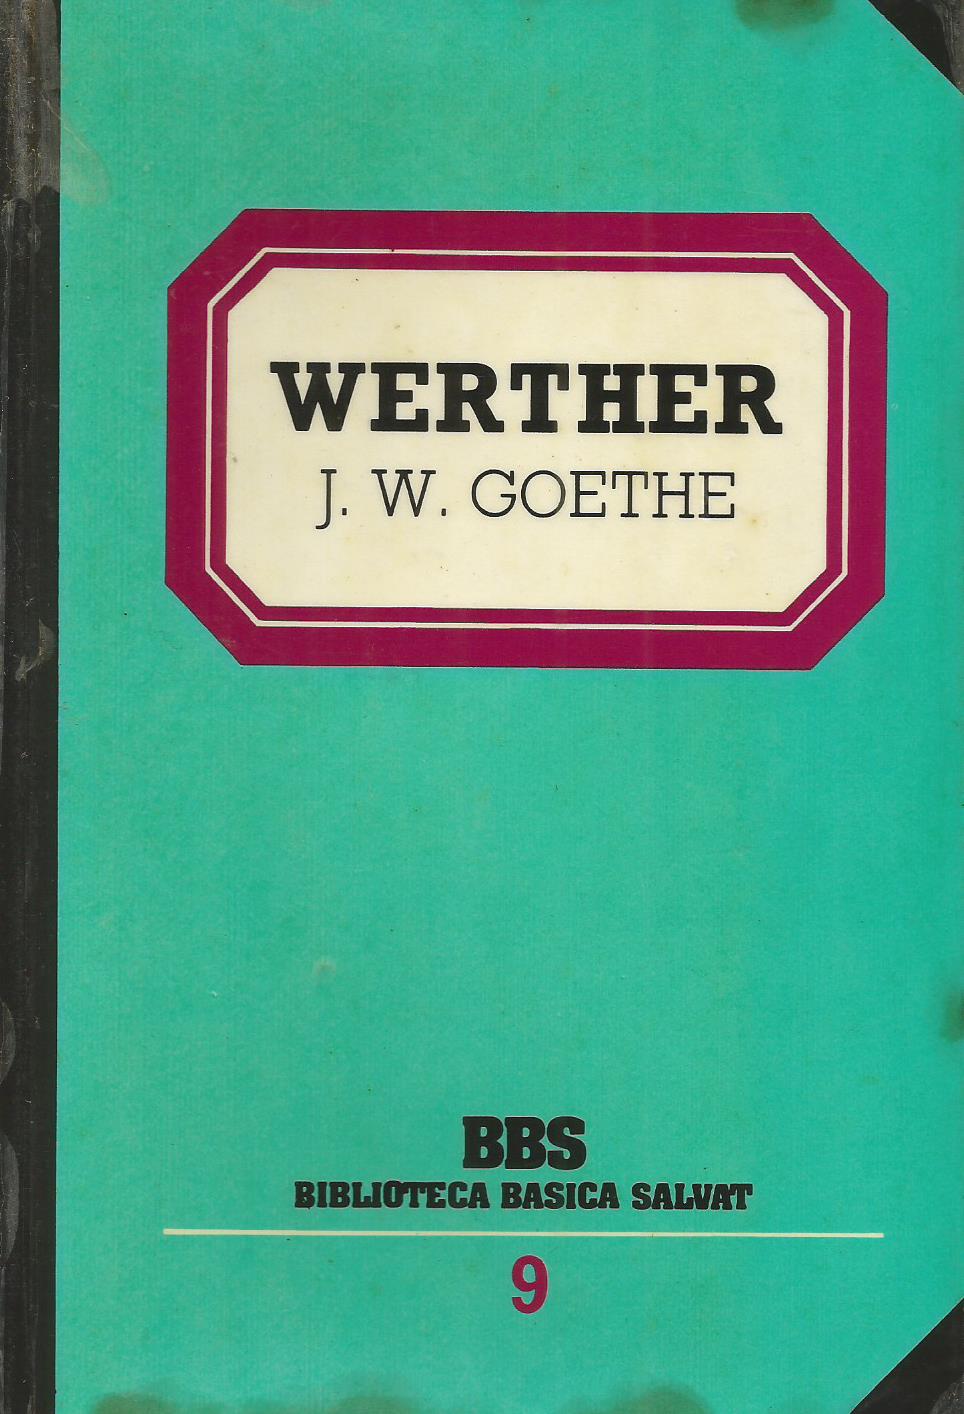 WERTHER
J. W. GOETHE
BBS
BIBLIOTECA BASICA SALVAT
9